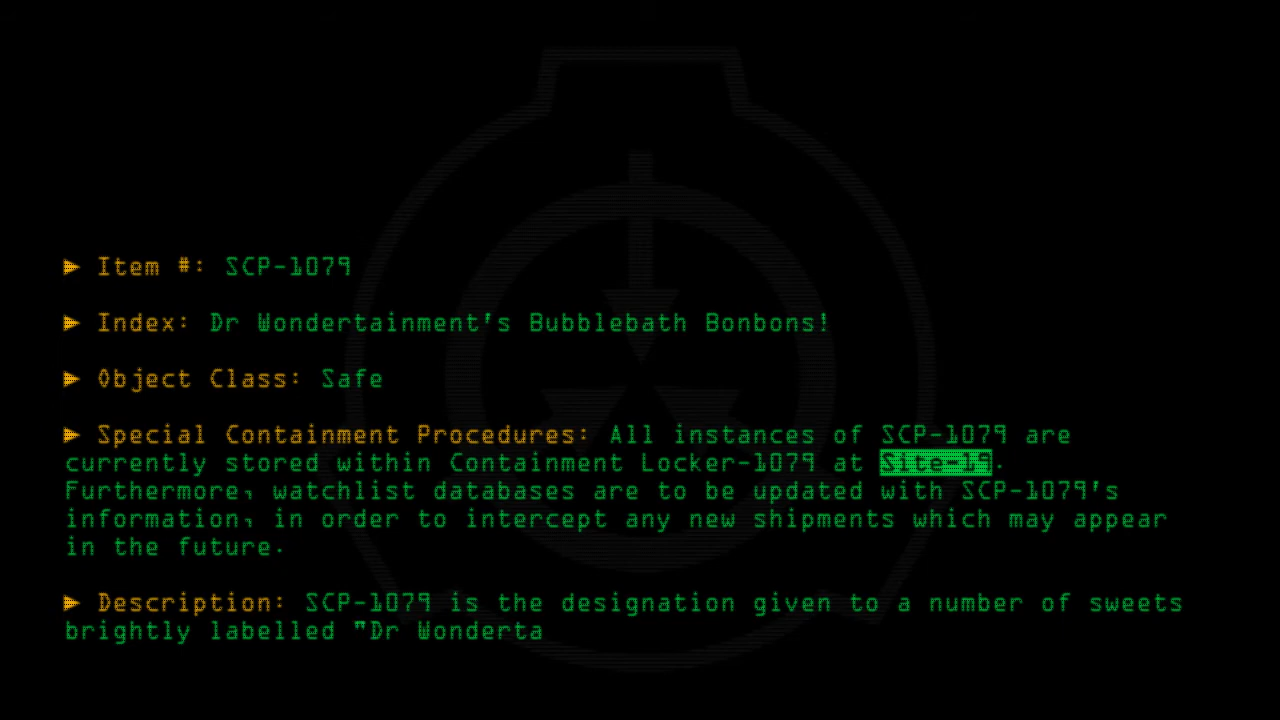 ► Item #: SCP-1079
► Index: Dr Wondertainment's Bubblebath Bonbons!
► Object Class: Safe
► Special Containment Procedures: All instances of SCP-1079 are
currently stored within Containment Locker-1079 at Site-19.
Furthermore, watchlist databases are to be updated with SCP-1079's
information, in order to intercept any new shipments which may appear
in the future.
► Description: SCP-1079 is the designation given to a number of sweets
brightly labelled "Dr Wonderta